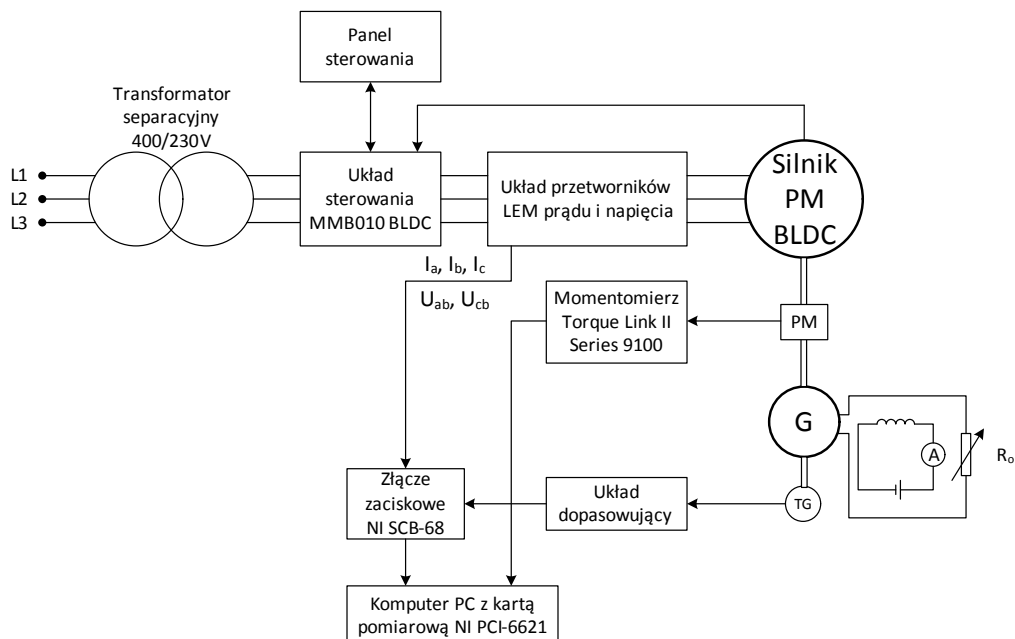 Panel
sterowania
Transformator
separacyjny
400/230V
L1
L2
L3
Układ
sterowania
MMB010 BLDC
Układ przetworników
LEM prądu i napięcia
Silnik
PM
BLDC
Ia, Ib, Ic
Uab, Ucb
Momentomierz
Torque Link II
Series 9100
PM
G
A
Ro
Złącze
zaciskowe
NI SCB-68
Układ
dopasowujący
TG
Komputer PC z kartą
pomiarową NI PCI-6621